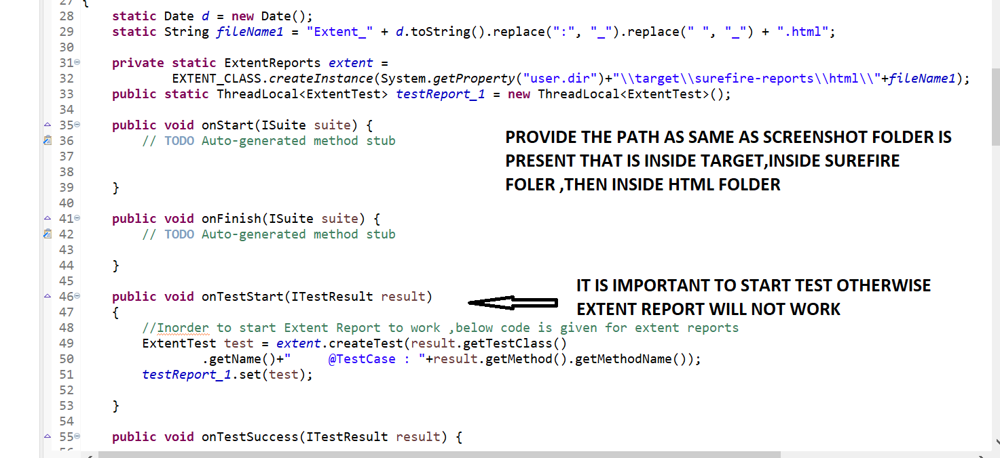 27 {
28 static Date d = new Date();
29 static String fileName1 = "Extent_" + d.toString().replace(":", "_").replace(" ", "_") + ".html";
30
31 private static ExtentReports extent =
32 EXTENT_CLASS.createInstance(System.getProperty("user.dir")+"\\target\\surefire-reports\\html\\"+fileName1);
33 public static ThreadLocal<ExtentTest> testReport_1 = new ThreadLocal<ExtentTest>();
34
35 public void onStart(ISuite suite) {
36 // TODO Auto-generated method stub
37
38
39 }
40
PROVIDE THE PATH AS SAME AS SCREENSHOT FOLDER IS
PRESENT THAT IS INSIDE TARGET,INSIDE SUREFIRE
FOLER ,THEN INSIDE HTML FOLDER
41 public void onFinish(ISuite suite) {
42 // TODO Auto-generated method stub
43
44 }
45
46 public void onTestStart(ITestResult result)
47 {
IT IS IMPORTANT TO START TEST OTHERWISE
EXTENT REPORT WILL NOT WORK
48 //Inorder to start Extent Report to work ,below code is given for extent reports
49 ExtentTest test = extent.createTest(result.getTestClass()
50 .getName()+"     @TestCase : "+result.getMethod().getMethodName());
51 testReport_1.set(test);
52
53 }
54
55 public void onTestSuccess(ITestResult result) {